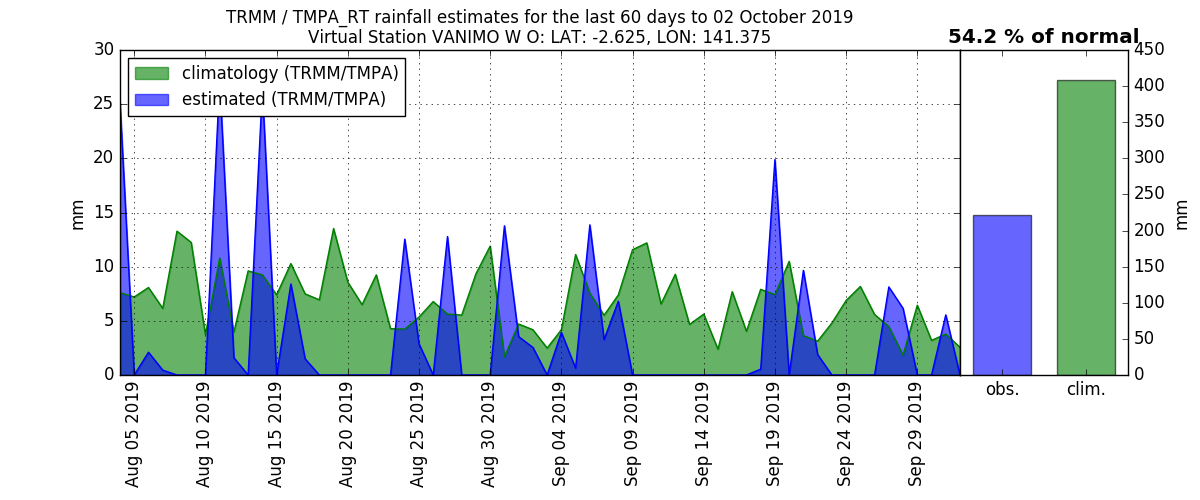 TRMM / TMPA_RT rainfall estimates for the last 60 days to 02 October 2019
Virtual Station VANIMO W O: LAT: -2.625, LON: 141.375
54.2 % of normal
climatology (TRMM/TMPA)
estimated (TRMM/TMPA)
30
25
20
15
10
5
0
mm
Aug 05 2019
Aug 10 2019
Aug 15 2019
Aug 20 2019
Aug 25 2019
Aug 30 2019
Sep 04 2019
Sep 09 2019
Sep 14 2019
Sep 19 2019
Sep 24 2019
Sep 29 2019
450
400
350
300
250
200
150
100
50
0
mm
obs.
clim.